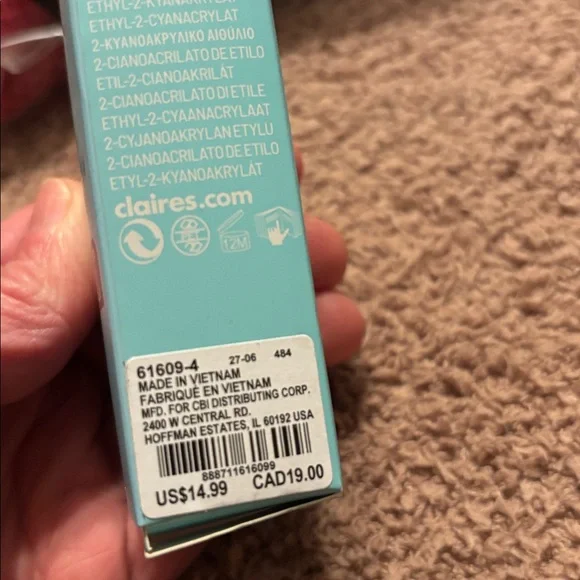 ETHYL-2-CYANACRYLAT
2-ΚΥΑΝΟΑΚΡΥΛΙΚΟ ΑΙΘΥΛΙΟ
2-CIANOACRILATO DE ETILO
ETIL-2-CIANOAKRILÁT
2-CIANOACRILATO DI ETILE
ETHYL-2-CYAANACRYLAAT
2-CYJANOAKRYLAN ETYLU
2-CIANOACRILATO DE ETILO
ETYL-2-KYANOAKRYLÁT
claires.com
12M
61609-4 27-06 484
MADE IN VIETNAM
FABRIQUÉ EN VIETNAM
MFD. FOR CBI DISTRIBUTING CORP.
2400 W CENTRAL RD.
HOFFMAN ESTATES, IL 60192 USA
888711616099
US$14.99 CAD19.00